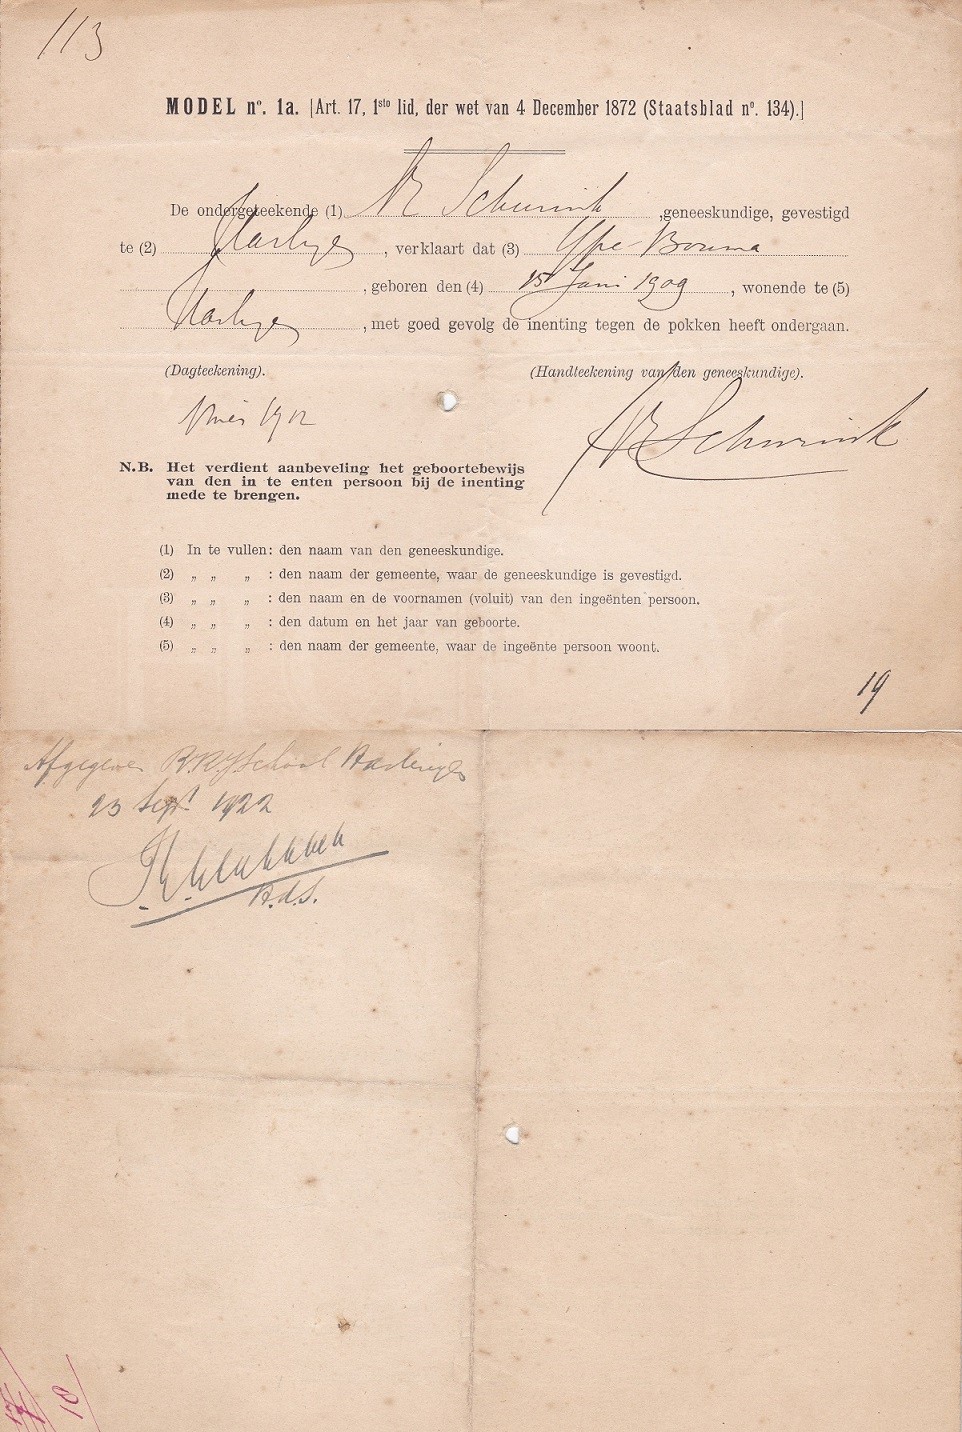 113
MODEL nº. 1a. [Art. 17, 1sto lid, der wet van 4 December 1872 (Staatsblad nº. 134).]
De ondergeteekende (1) Schurink, geneeskundige, gevestigd
te (2) Harlingen, verklaart dat (3) Ype Bouma
, geboren den (4) 15 Juni 1909, wonende te (5)
Harlingen, met goed gevolg de inenting tegen de pokken heeft ondergaan.
(Dagteekening). (Handteekening van den geneeskundige).
1912 Schurink
N.B. Het verdient aanbeveling het geboortebewijs
van den in te enten persoon bij de inenting
mede te brengen.
(1) In te vullen: den naam van den geneeskundige.
(2) „ „ „ : den naam der gemeente, waar de geneeskundige is gevestigd.
(3) „ „ „ : den naam en de voornamen (voluit) van den ingeënten persoon.
(4) „ „ „ : den datum en het jaar van geboorte.
(5) „ „ „ : den naam der gemeente, waar de ingeënte persoon woont.
19
Afgegeven School Harlingen
23 Sept 1922
H.d.S.
10